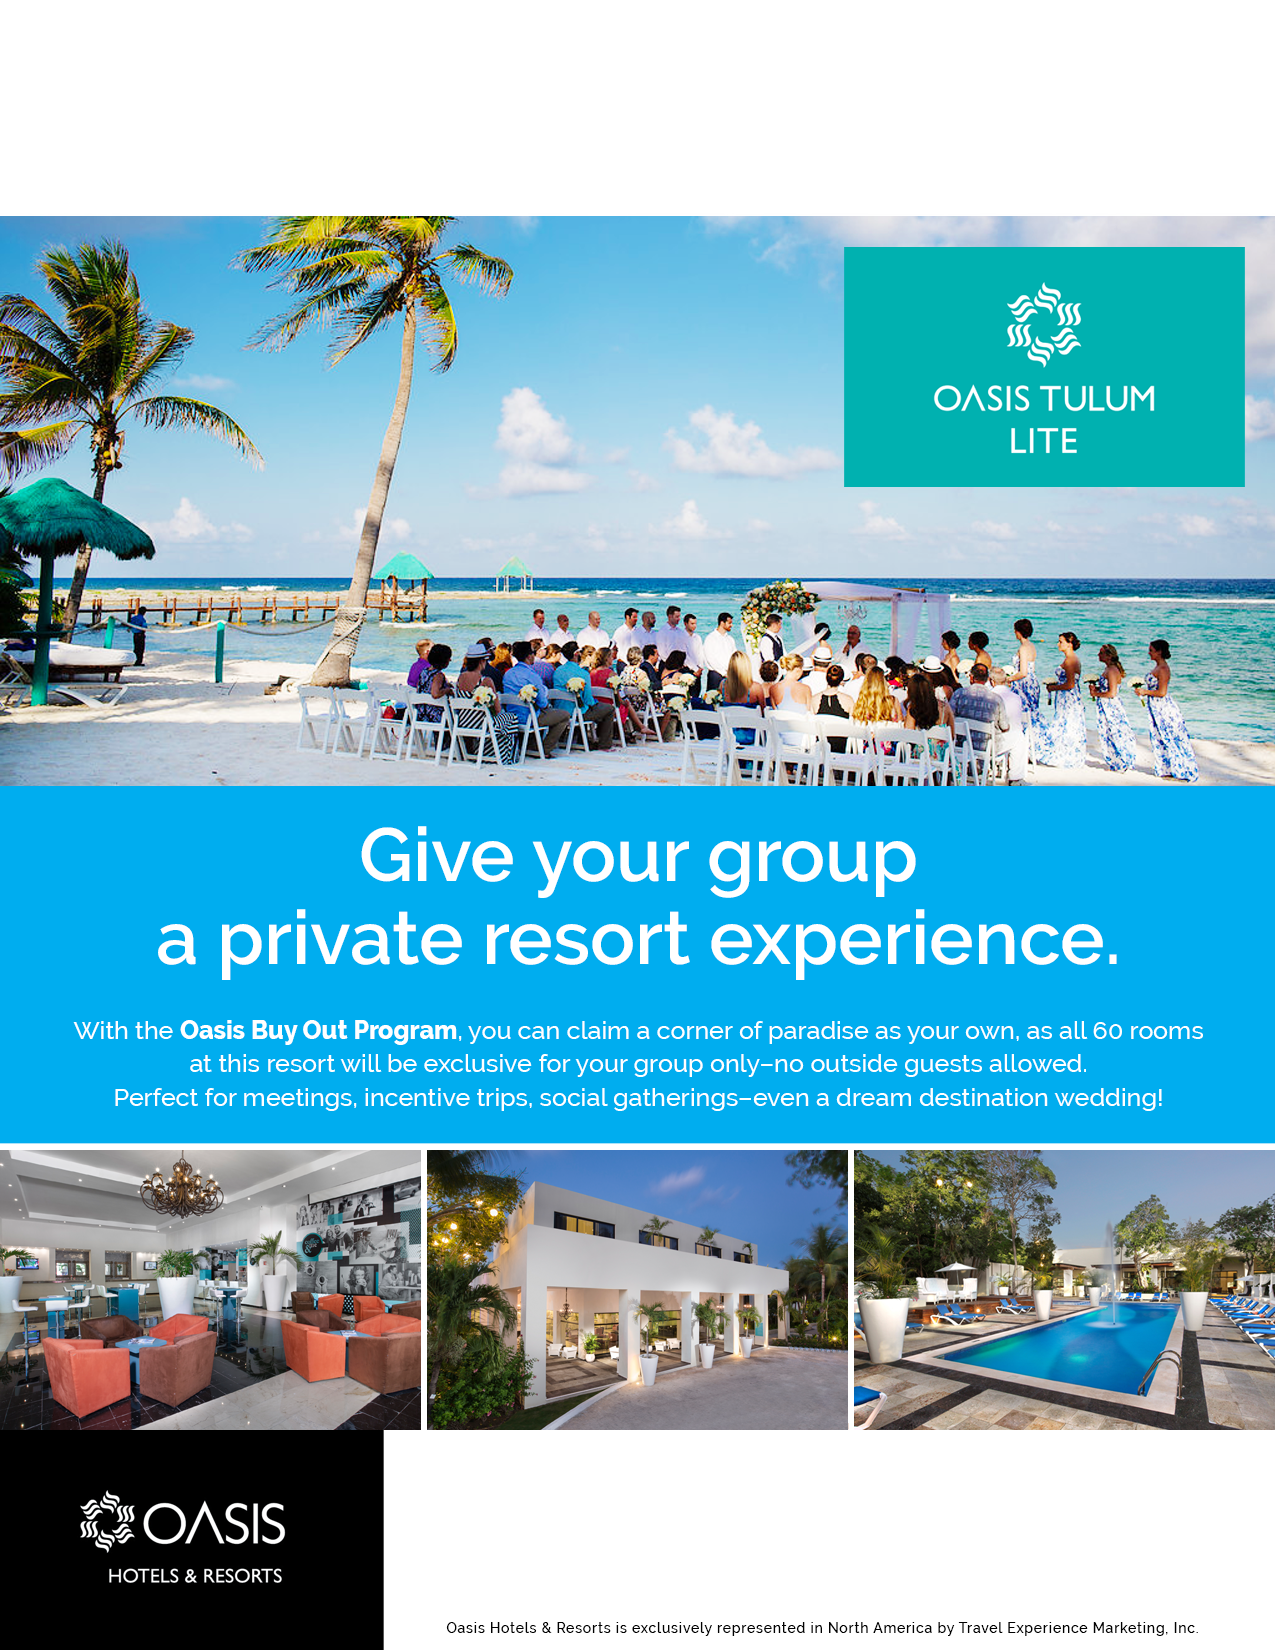 OASIS TULUM
LITE
Give your group
a private resort experience.
With the Oasis Buy Out Program, you can claim a corner of paradise as your own, as all 60 rooms
at this resort will be exclusive for your group only–no outside guests allowed.
Perfect for meetings, incentive trips, social gatherings–even a dream destination wedding!
OASIS
HOTELS & RESORTS
Oasis Hotels & Resorts is exclusively represented in North America by Travel Experience Marketing, Inc.